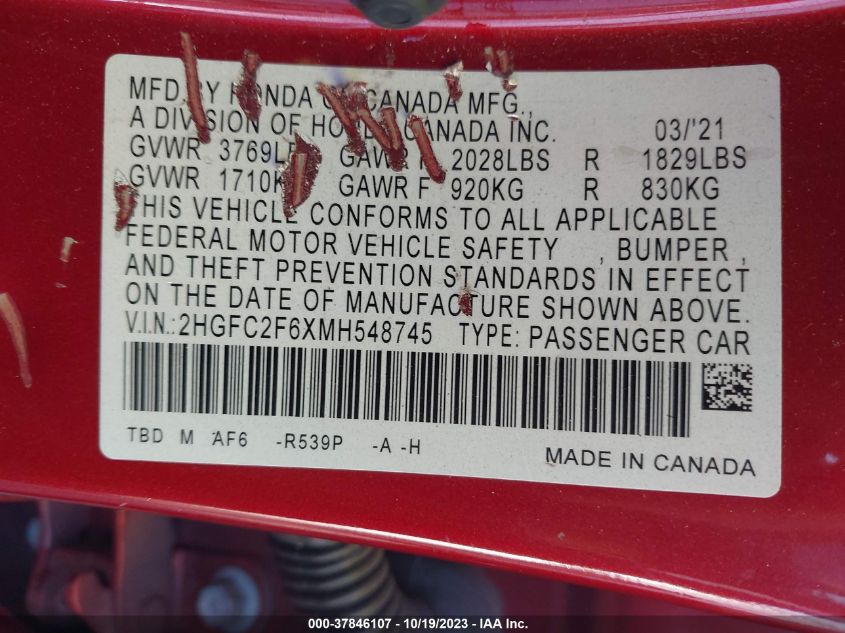 MFD. BY HONDA OF CANADA MFG.,
A DIVISION OF HONDA CANADA INC. 03/'21
GVWR 3769LBS GAWR F 2028LBS R 1829LBS
GVWR 1710KG GAWR F 920KG R 830KG
THIS VEHICLE CONFORMS TO ALL APPLICABLE
FEDERAL MOTOR VEHICLE SAFETY , BUMPER ,
AND THEFT PREVENTION STANDARDS IN EFFECT
ON THE DATE OF MANUFACTURE SHOWN ABOVE.
V.I.N.: 2HGFC2F6XMH548745 TYPE: PASSENGER CAR
TBD M AF6 -R539P -A -H
MADE IN CANADA
000-37846107 - 10/19/2023 - IAA Inc.